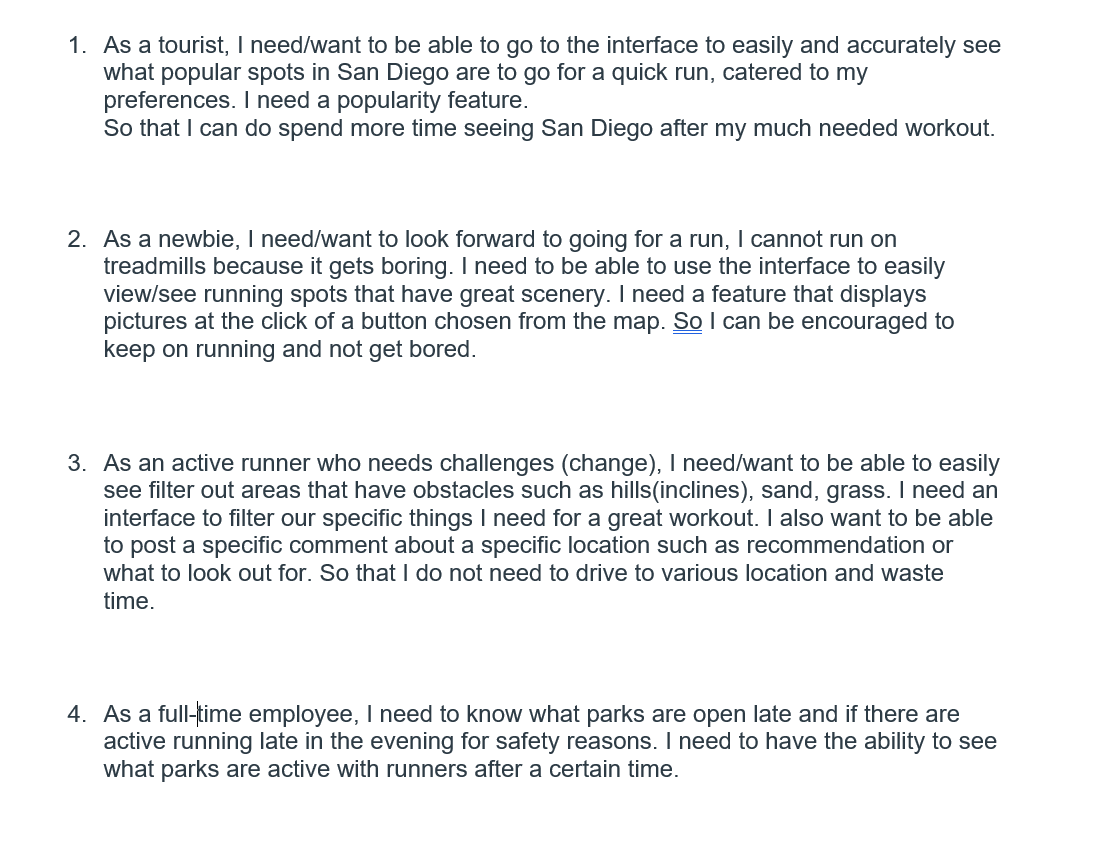 1. As a tourist, I need/want to be able to go to the interface to easily and accurately see
what popular spots in San Diego are to go for a quick run, catered to my
preferences. I need a popularity feature.
So that I can do spend more time seeing San Diego after my much needed workout.
2. As a newbie, I need/want to look forward to going for a run, I cannot run on
treadmills because it gets boring. I need to be able to use the interface to easily
view/see running spots that have great scenery. I need a feature that displays
pictures at the click of a button chosen from the map. So I can be encouraged to
keep on running and not get bored.
3. As an active runner who needs challenges (change), I need/want to be able to easily
see filter out areas that have obstacles such as hills(inclines), sand, grass. I need an
interface to filter our specific things I need for a great workout. I also want to be able
to post a specific comment about a specific location such as recommendation or
what to look out for. So that I do not need to drive to various location and waste
time.
4. As a full-time employee, I need to know what parks are open late and if there are
active running late in the evening for safety reasons. I need to have the ability to see
what parks are active with runners after a certain time.